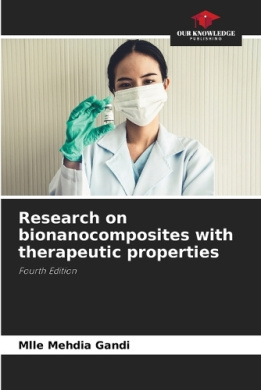 OUR KNOWLEDGE
PUBLISHING
Research on
bionanocomposites with
therapeutic properties
Fourth Edition
Mlle Mehdia Gandi